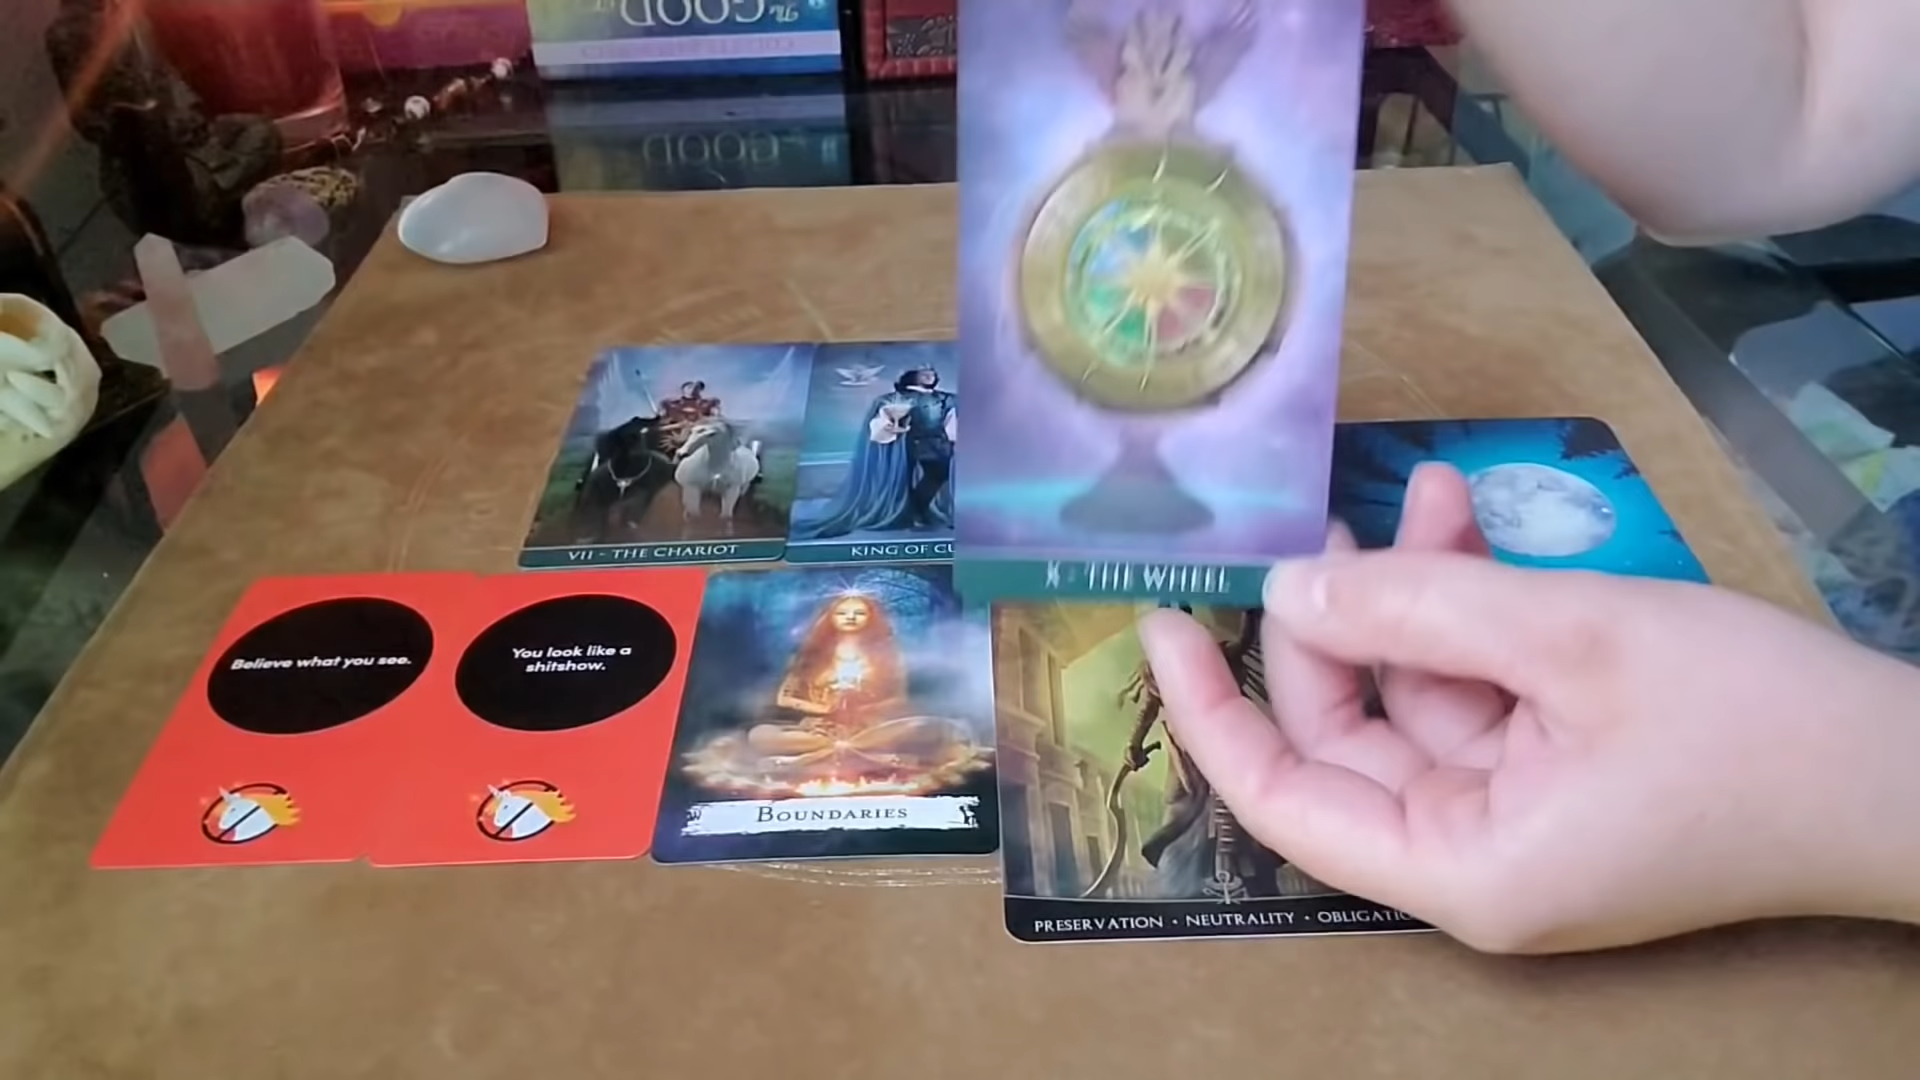 The
GOOD
X - THE WHEEL
VII - THE CHARIOT
KING OF CU
Believe what you see.
You look like a
shitshow.
BOUNDARIES
PRESERVATION • NEUTRALITY • OBLIGATIO